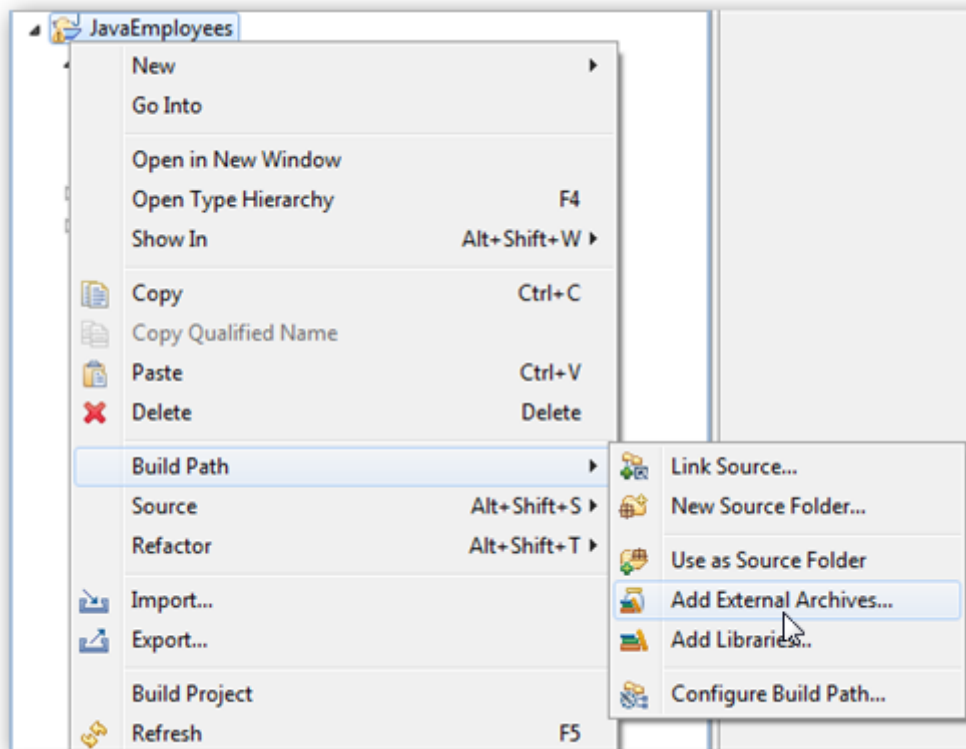 JavaEmployees
New
Go Into
Open in New Window
Open Type Hierarchy F4
Show In Alt+Shift+W
Copy Ctrl+C
Copy Qualified Name
Paste Ctrl+V
Delete Delete
Build Path
Source Alt+Shift+S
Refactor Alt+Shift+T
Import...
Export...
Build Project
Refresh F5
Link Source...
New Source Folder...
Use as Source Folder
Add External Archives...
Add Libraries...
Configure Build Path...